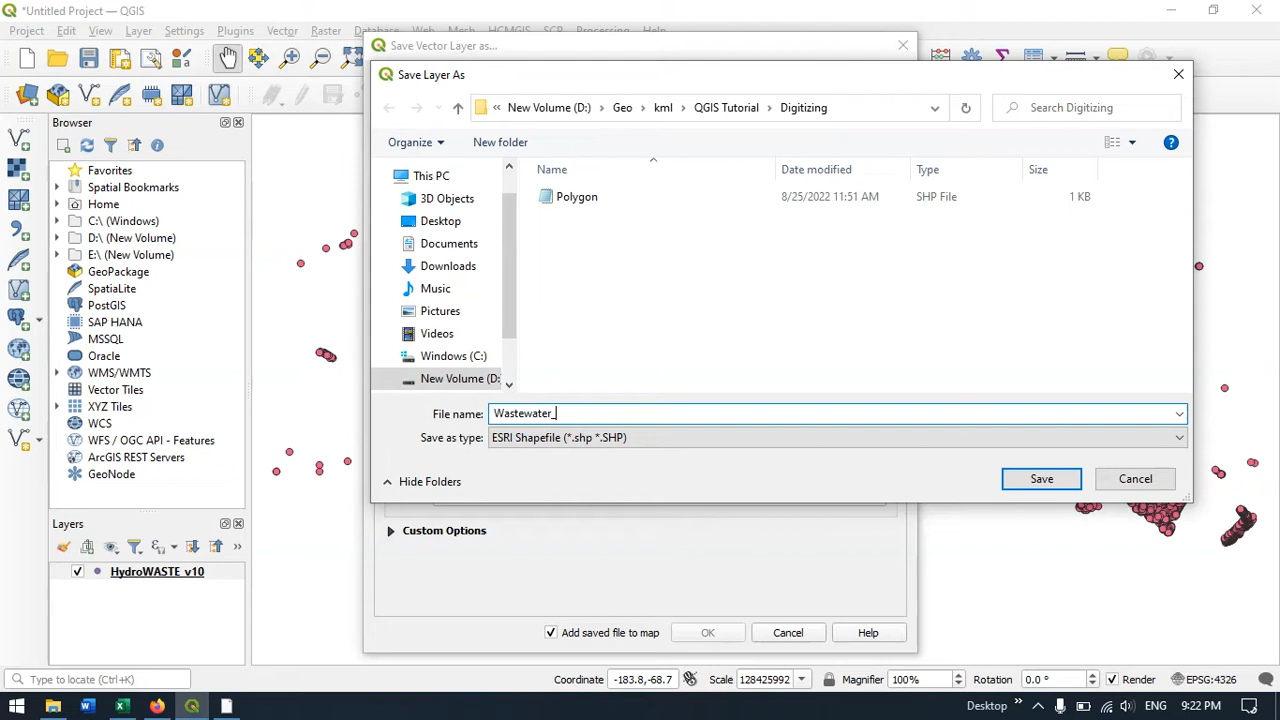 *Untitled Project — QGIS
Project Edit View Layer Settings Plugins Vector Raster Database Web Mesh HCMGIS SCP Processing Help
Save Vector Layer as...
Save Layer As
« New Volume (D:) > Geo > kml > QGIS Tutorial > Digitizing
Search Digitizing
Organize
New folder
Browser
Favorites
Spatial Bookmarks
Home
C:\ (Windows)
D:\ (New Volume)
E:\ (New Volume)
GeoPackage
SpatiaLite
PostGIS
SAP HANA
MSSQL
Oracle
WMS/WMTS
Vector Tiles
XYZ Tiles
WCS
WFS / OGC API - Features
ArcGIS REST Servers
GeoNode
This PC
3D Objects
Desktop
Documents
Downloads
Music
Pictures
Videos
Windows (C:)
New Volume (D:
Name Date modified Type Size
Polygon 8/25/2022 11:51 AM SHP File 1 KB
File name: Wastewater_
Save as type: ESRI Shapefile (*.shp *.SHP)
Hide Folders
Save
Cancel
Custom Options
Layers
HydroWASTE v10
Add saved file to map
OK
Cancel
Help
Type to locate (Ctrl+K)
Coordinate -183.8,-68.7
Scale 128425992
Magnifier 100%
Rotation 0.0 °
Render
EPSG:4326
Desktop
9:22 PM